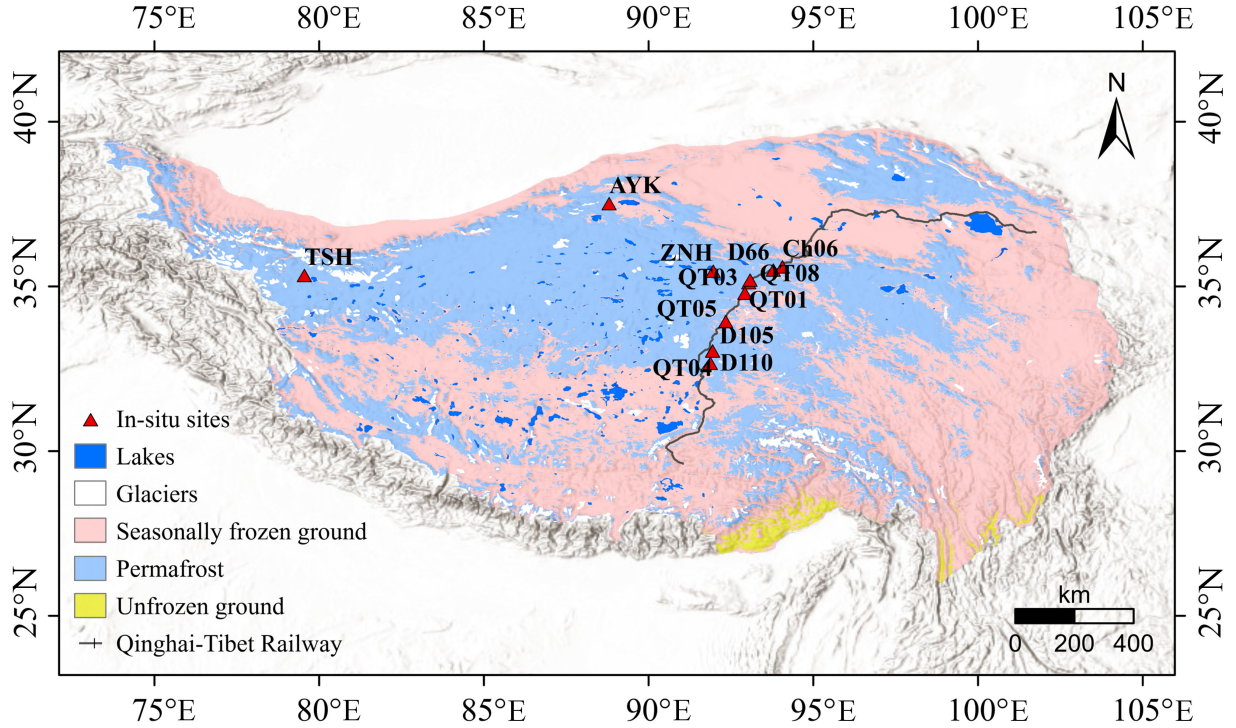 75°E 80°E 85°E 90°E 95°E 100°E 105°E
40°N 40°N
N
AYK
TSH
ZNH D66 Ch06
QT03 QT08
35°N 35°N
QT05 QT01
D105
QT04 D110
In-situ sites
Lakes
30°N 30°N
Glaciers
Seasonally frozen ground
Permafrost
Unfrozen ground
25°N 25°N
km
Qinghai-Tibet Railway
0 200 400
75°E 80°E 85°E 90°E 95°E 100°E 105°E